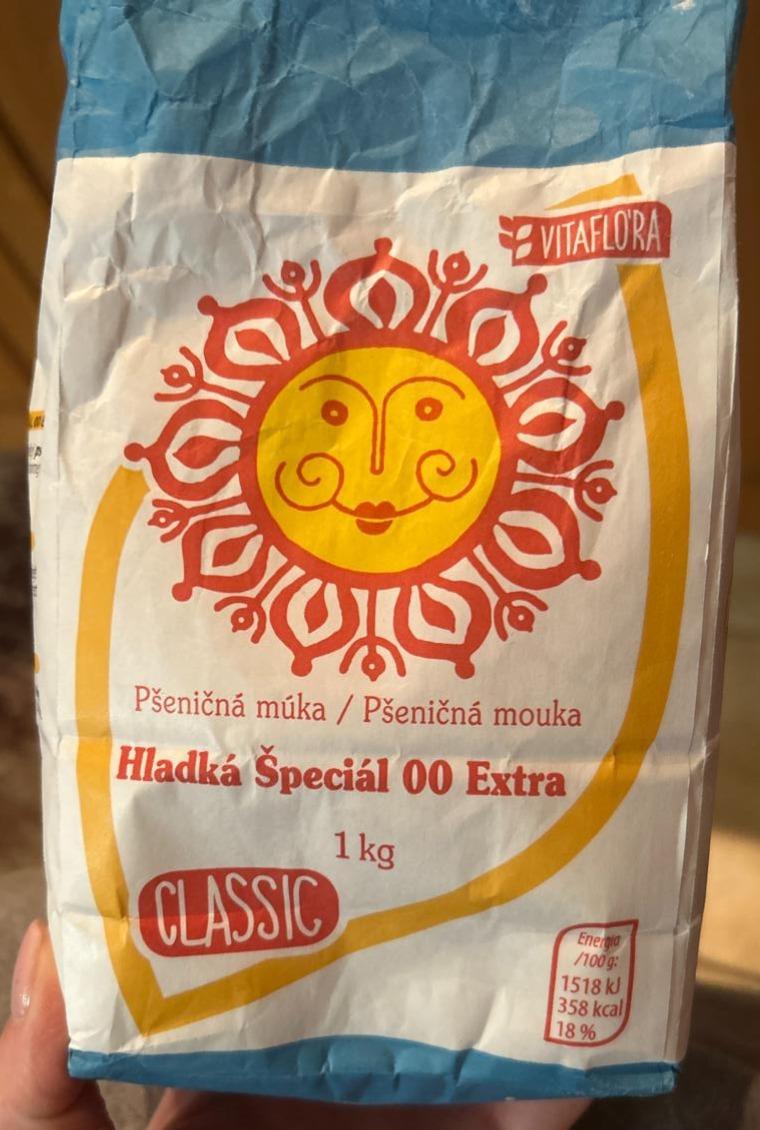 VITAFLO'RA
Pšeničná múka / Pšeničná mouka
Hladká Špeciál 00 Extra
1 kg
CLASSIC
Energia
/100 g:
1518 kJ
358 kcal
18 %